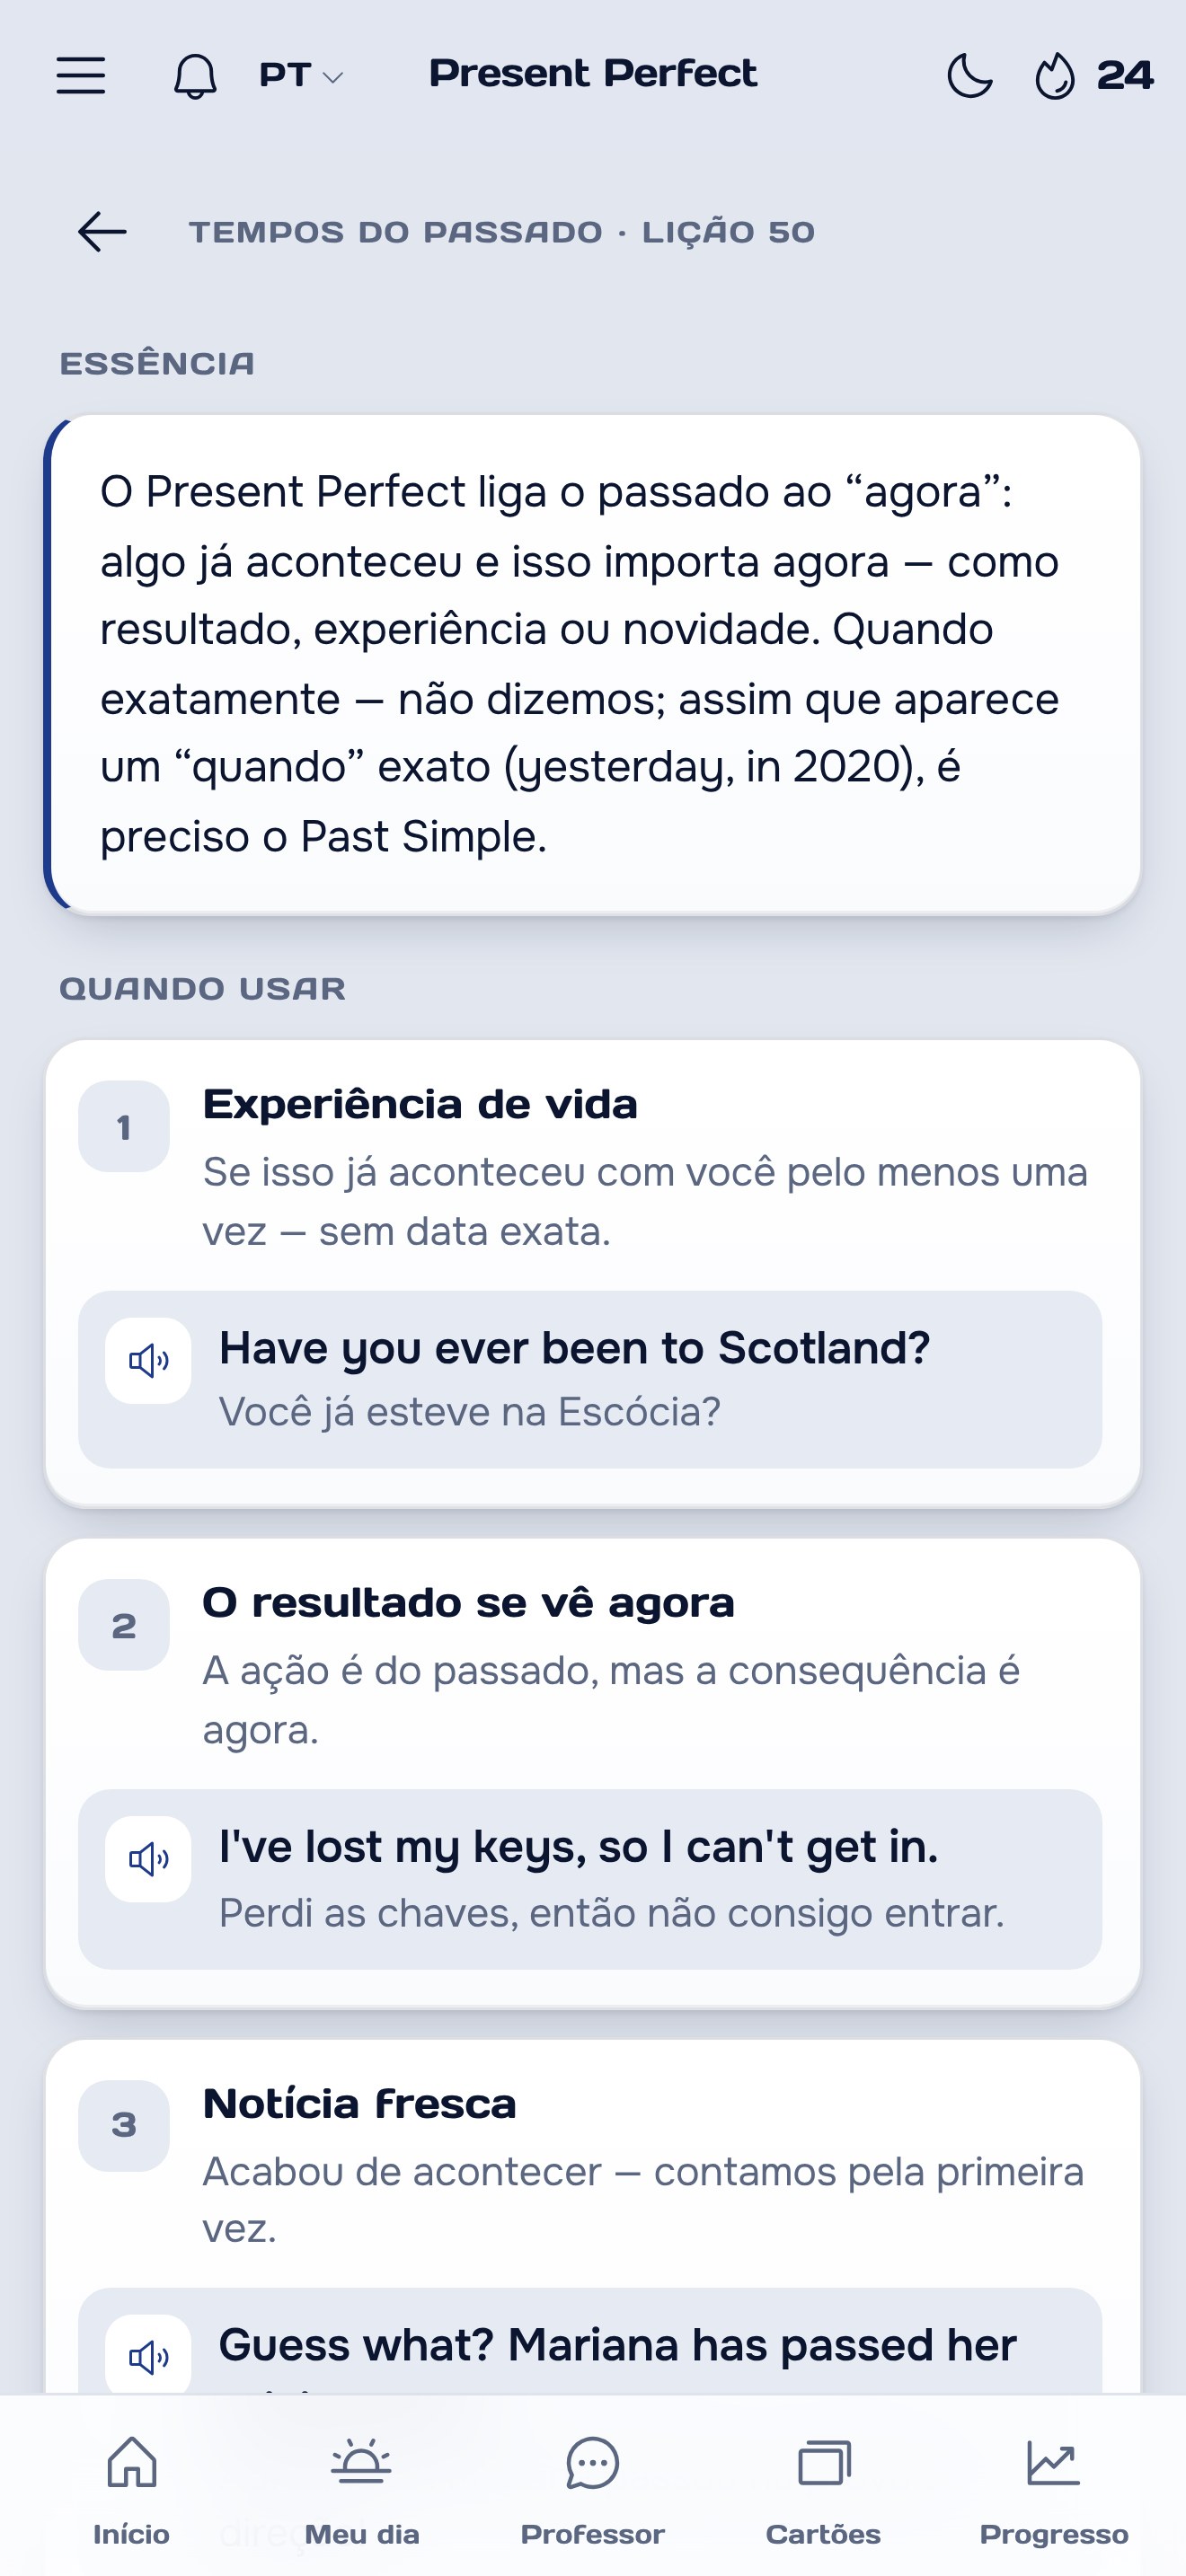 PT
Present Perfect
24
TEMPOS DO PASSADO · LIÇÃO 50
ESSÊNCIA
O Present Perfect liga o passado ao “agora”:
algo já aconteceu e isso importa agora — como
resultado, experiência ou novidade. Quando
exatamente — não dizemos; assim que aparece
um “quando” exato (yesterday, in 2020), é
preciso o Past Simple.
QUANDO USAR
1
Experiência de vida
Se isso já aconteceu com você pelo menos uma
vez — sem data exata.
Have you ever been to Scotland?
Você já esteve na Escócia?
2
O resultado se vê agora
A ação é do passado, mas a consequência é
agora.
I've lost my keys, so I can't get in.
Perdi as chaves, então não consigo entrar.
3
Notícia fresca
Acabou de acontecer — contamos pela primeira
vez.
Guess what? Mariana has passed her
Início
Meu dia
Professor
Cartões
Progresso